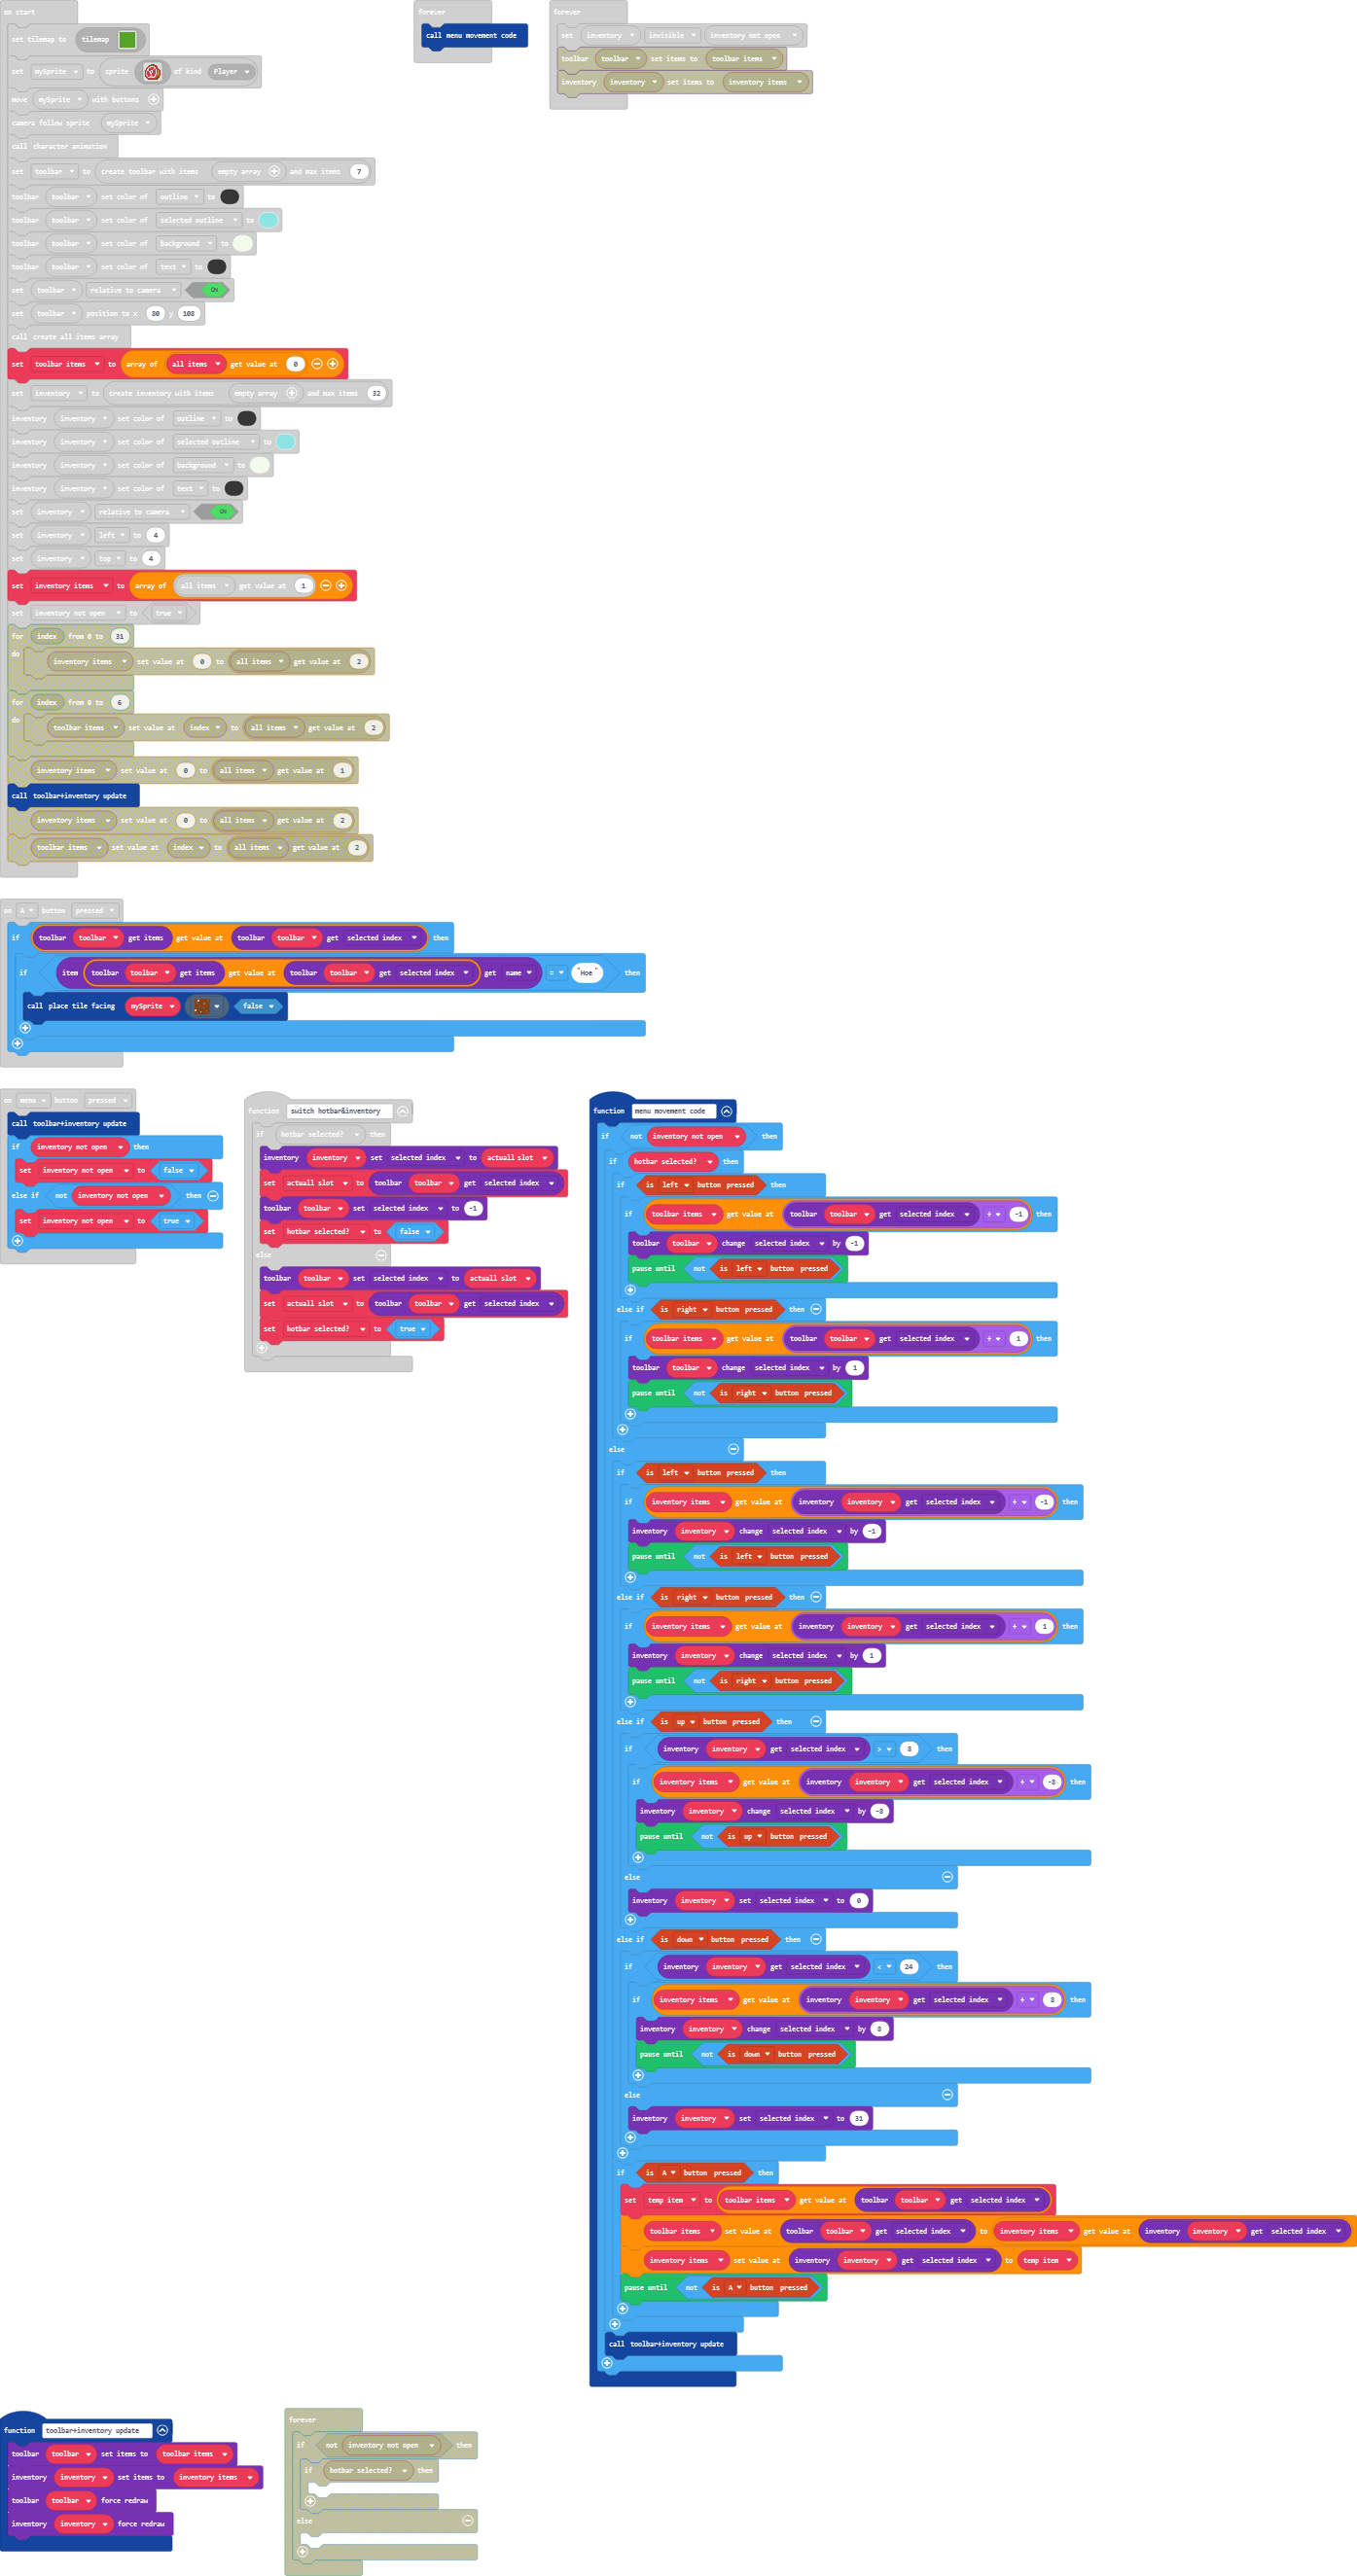 on start
set tilemap to tilemap
set mySprite to sprite of kind Player
move mySprite with buttons
camera follow sprite mySprite
call character animation
set toolbar to create toolbar with items empty array and max items 7
toolbar toolbar set color of outline to
toolbar toolbar set color of selected outline to
toolbar toolbar set color of background to
toolbar toolbar set color of text to
set toolbar relative to camera ON
set toolbar position to x 80 y 108
call create all items array
set toolbar items to array of all items get value at 0
set inventory to create inventory with items empty array and max items 32
inventory inventory set color of outline to
inventory inventory set color of selected outline to
inventory inventory set color of background to
inventory inventory set color of text to
set inventory relative to camera ON
set inventory left to 4
set inventory top to 4
set inventory items to array of all items get value at 1
set inventory not open to true
for index from 0 to 31
do
inventory items set value at 0 to all items get value at 2
for index from 0 to 6
do
toolbar items set value at index to all items get value at 2
inventory items set value at 0 to all items get value at 1
call toolbar+inventory update
inventory items set value at 0 to all items get value at 2
toolbar items set value at index to all items get value at 2
forever
call menu movement code
forever
set inventory invisible inventory not open
toolbar toolbar set items to toolbar items
inventory inventory set items to inventory items
on A button pressed
if toolbar toolbar get items get value at toolbar toolbar get selected index then
if item toolbar toolbar get items get value at toolbar toolbar get selected index get name = "Hoe" then
call place tile facing mySprite false
on menu button pressed
call toolbar+inventory update
if inventory not open then
set inventory not open to false
else if not inventory not open then
set inventory not open to true
function switch hotbar&inventory
if hotbar selected? then
inventory inventory set selected index to actuall slot
set actuall slot to toolbar toolbar get selected index
toolbar toolbar set selected index to -1
set hotbar selected? to false
else
toolbar toolbar set selected index to actuall slot
set actuall slot to toolbar toolbar get selected index
set hotbar selected? to true
function menu movement code
if not inventory not open then
if hotbar selected? then
if is left button pressed then
if toolbar items get value at toolbar toolbar get selected index + -1 then
toolbar toolbar change selected index by -1
pause until not is left button pressed
else if is right button pressed then
if toolbar items get value at toolbar toolbar get selected index + 1 then
toolbar toolbar change selected index by 1
pause until not is right button pressed
else
if is left button pressed then
if inventory items get value at inventory inventory get selected index + -1 then
inventory inventory change selected index by -1
pause until not is left button pressed
else if is right button pressed then
if inventory items get value at inventory inventory get selected index + 1 then
inventory inventory change selected index by 1
pause until not is right button pressed
else if is up button pressed then
if inventory inventory get selected index > 8 then
if inventory items get value at inventory inventory get selected index + -8 then
inventory inventory change selected index by -8
pause until not is up button pressed
else
inventory inventory set selected index to 0
else if is down button pressed then
if inventory inventory get selected index < 24 then
if inventory items get value at inventory inventory get selected index + 8 then
inventory inventory change selected index by 8
pause until not is down button pressed
else
inventory inventory set selected index to 31
if is A button pressed then
set temp item to toolbar items get value at toolbar toolbar get selected index
toolbar items set value at toolbar toolbar get selected index to inventory items get value at inventory inventory get selected index
inventory items set value at inventory inventory get selected index to temp item
pause until not is A button pressed
call toolbar+inventory update
function toolbar+inventory update
toolbar toolbar set items to toolbar items
inventory inventory set items to inventory items
toolbar toolbar force redraw
inventory inventory force redraw
forever
if not inventory not open then
if hotbar selected? then
else